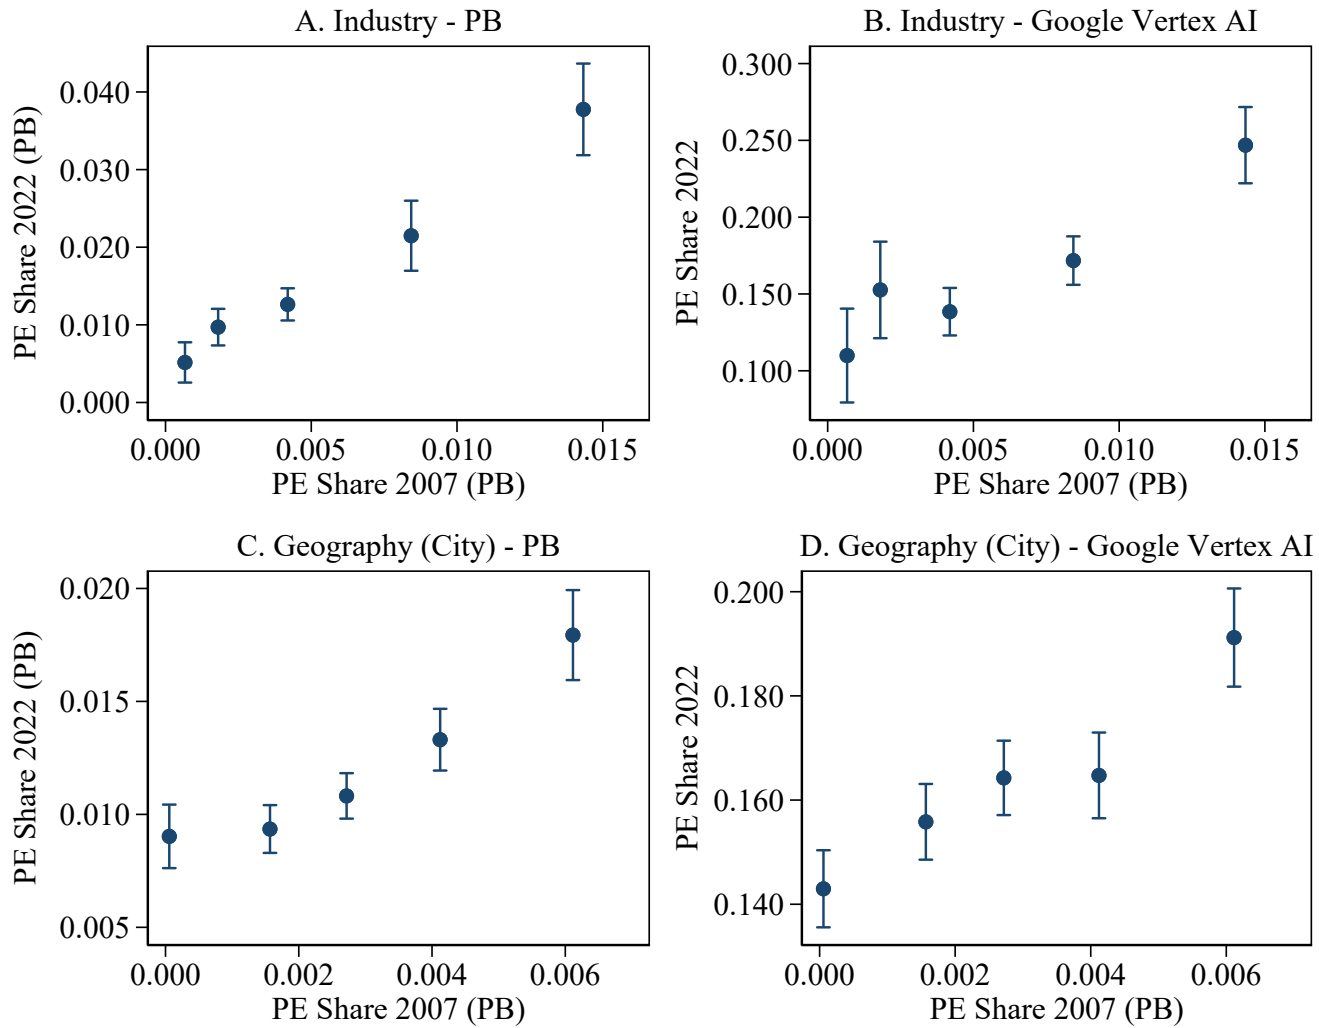 A. Industry - PB
PE Share 2022 (PB)
0.040
0.030
0.020
0.010
0.000
0.000 0.005 0.010 0.015
PE Share 2007 (PB)
B. Industry - Google Vertex AI
PE Share 2022
0.300
0.250
0.200
0.150
0.100
0.000 0.005 0.010 0.015
PE Share 2007 (PB)
C. Geography (City) - PB
PE Share 2022 (PB)
0.020
0.015
0.010
0.005
0.000 0.002 0.004 0.006
PE Share 2007 (PB)
D. Geography (City) - Google Vertex AI
PE Share 2022
0.200
0.180
0.160
0.140
0.000 0.002 0.004 0.006
PE Share 2007 (PB)